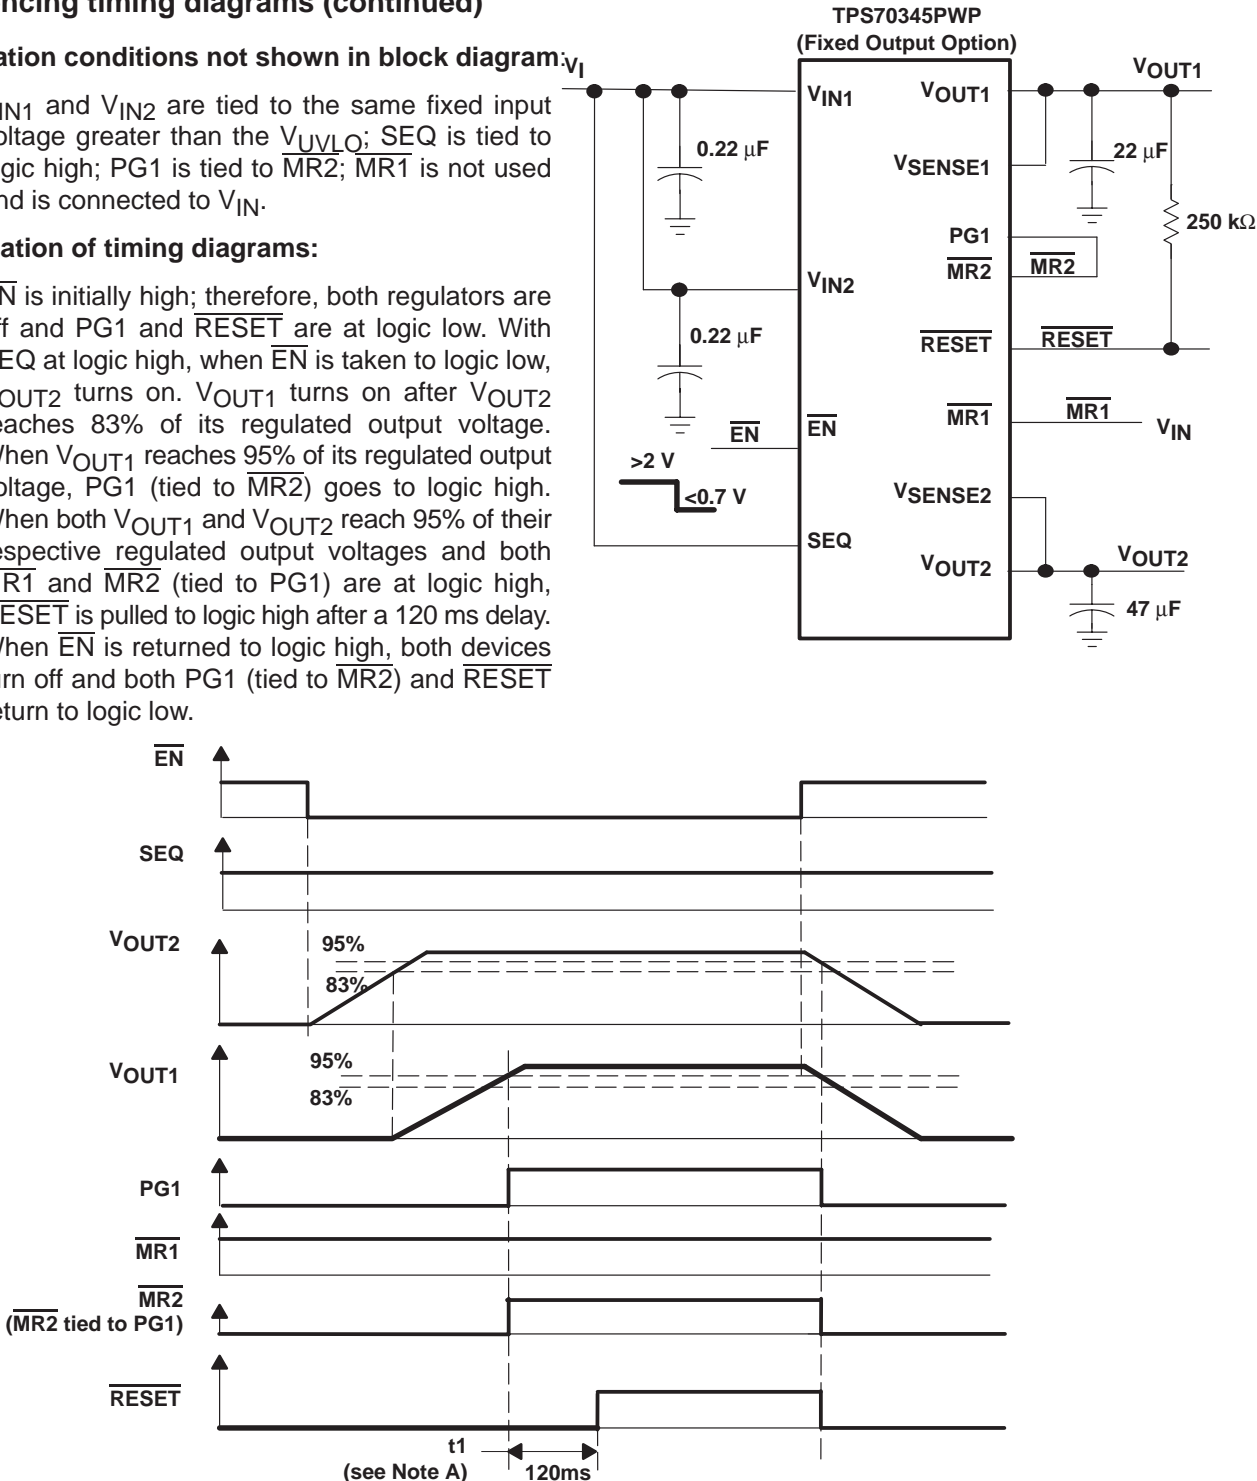 ncing timing diagrams (continued)
ation conditions not shown in block diagram:
IN1 and VIN2 are tied to the same fixed input
oltage greater than the VUVLO; SEQ is tied to
gic high; PG1 is tied to MR2; MR1 is not used
nd is connected to VIN.
ation of timing diagrams:
N is initially high; therefore, both regulators are
ff and PG1 and RESET are at logic low. With
EQ at logic high, when EN is taken to logic low,
OUT2 turns on. VOUT1 turns on after VOUT2
eaches 83% of its regulated output voltage.
When VOUT1 reaches 95% of its regulated output
oltage, PG1 (tied to MR2) goes to logic high.
When both VOUT1 and VOUT2 reach 95% of their
espective regulated output voltages and both
R1 and MR2 (tied to PG1) are at logic high,
ESET is pulled to logic high after a 120 ms delay.
When EN is returned to logic high, both devices
urn off and both PG1 (tied to MR2) and RESET
eturn to logic low.
TPS70345PWP
(Fixed Output Option)
VI
VIN1
VOUT1
VOUT1
0.22 μF
VSENSE1
22 μF
250 kΩ
PG1
MR2
MR2
VIN2
0.22 μF
RESET
RESET
EN
EN
MR1
MR1
VIN
>2 V
<0.7 V
VSENSE2
SEQ
VOUT2
VOUT2
47 μF
EN
SEQ
VOUT2
95%
83%
VOUT1
95%
83%
PG1
MR1
MR2
(MR2 tied to PG1)
RESET
t1
(see Note A)
120ms